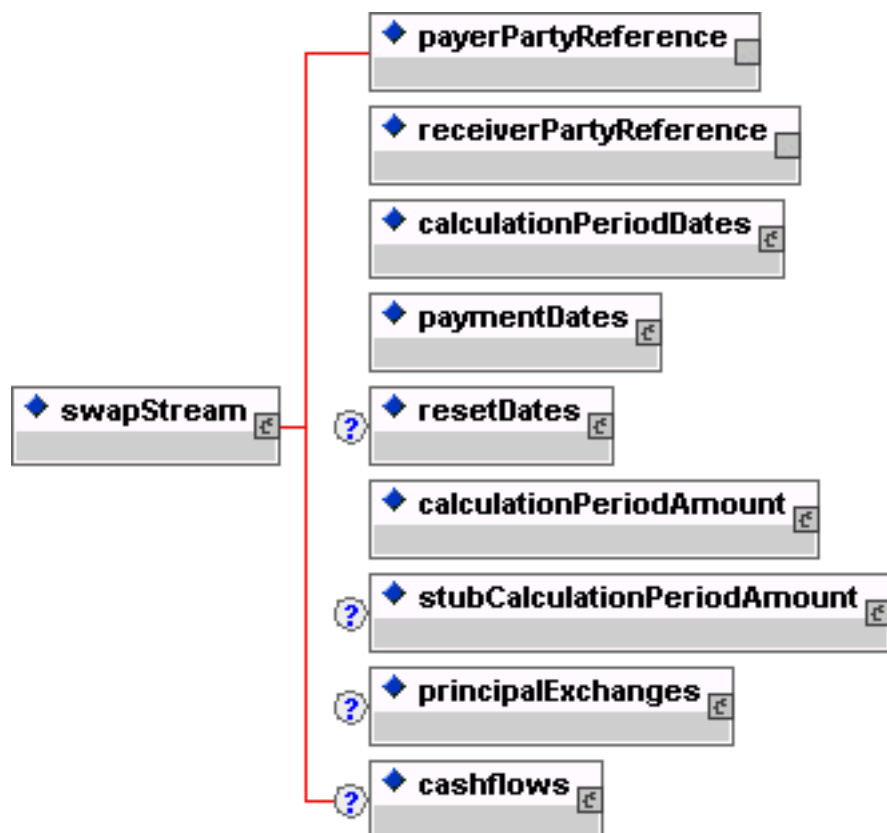 payerPartyReference
receiverPartyReference
calculationPeriodDates
paymentDates
swapStream
? resetDates
calculationPeriodAmount
? stubCalculationPeriodAmount
? principalExchanges
? cashflows